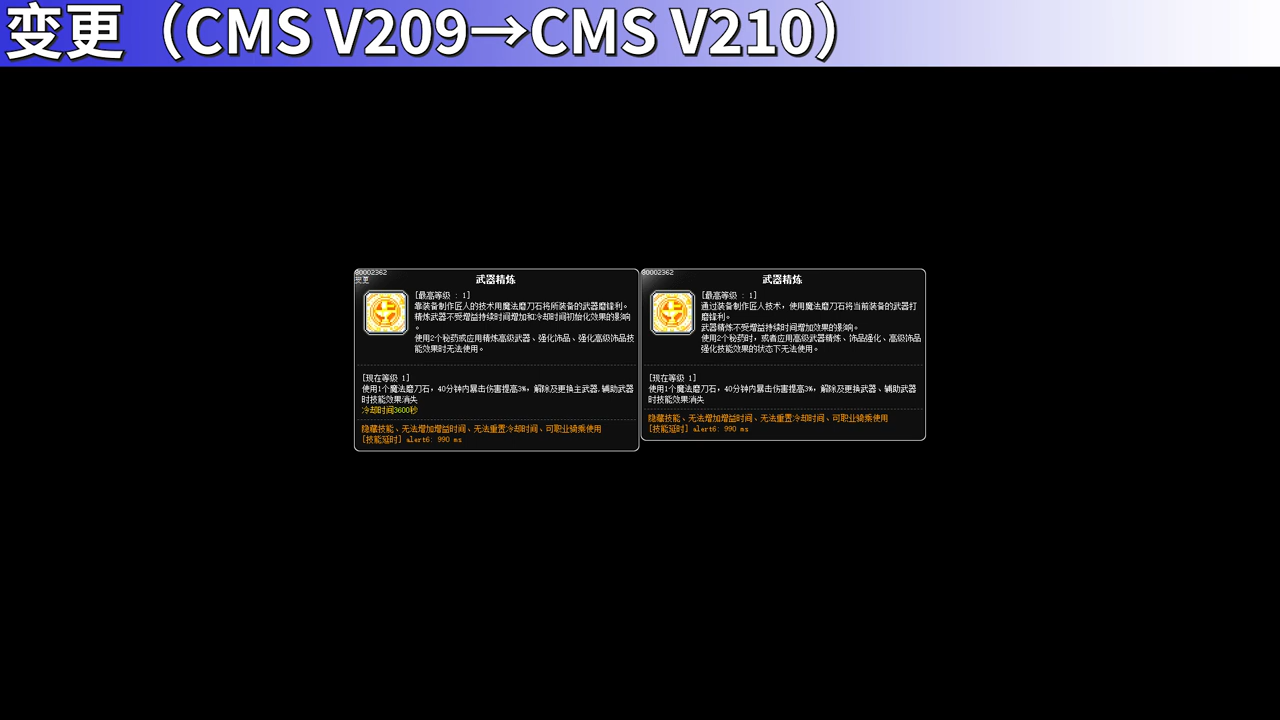 变更（CMS V209→CMS V210）
80002362
变更
武器精炼
[最高等级 : 1]
靠装备制作匠人的技术用魔法磨刀石将所装备的武器磨锋利。
精炼武器不受增益持续时间增加和冷却时间初始化效果的影响
。
使用2个秘药或应用精炼高级武器、强化饰品、强化高级饰品技
能效果时无法使用。
[现在等级 1]
使用1个魔法磨刀石，40分钟内暴击伤害提高3%，解除及更换主武器,辅助武器
时技能效果消失
冷却时间3600秒
隐藏技能、无法增加增益时间、无法重置冷却时间、可职业骑乘使用
[技能延时] alert6: 990 ms
80002362
武器精炼
[最高等级 : 1]
通过装备制作匠人技术，使用魔法磨刀石将当前装备的武器打
磨锋利。
武器精炼不受增益持续时间增加效果的影响。
使用2个秘药时，或者应用高级武器精炼、饰品强化、高级饰品
强化技能效果的状态下无法使用。
[现在等级 1]
使用1个魔法磨刀石，40分钟内暴击伤害提高3%，解除及更换武器、辅助武器
时技能效果消失
隐藏技能、无法增加增益时间、无法重置冷却时间、可职业骑乘使用
[技能延时] alert6: 990 ms